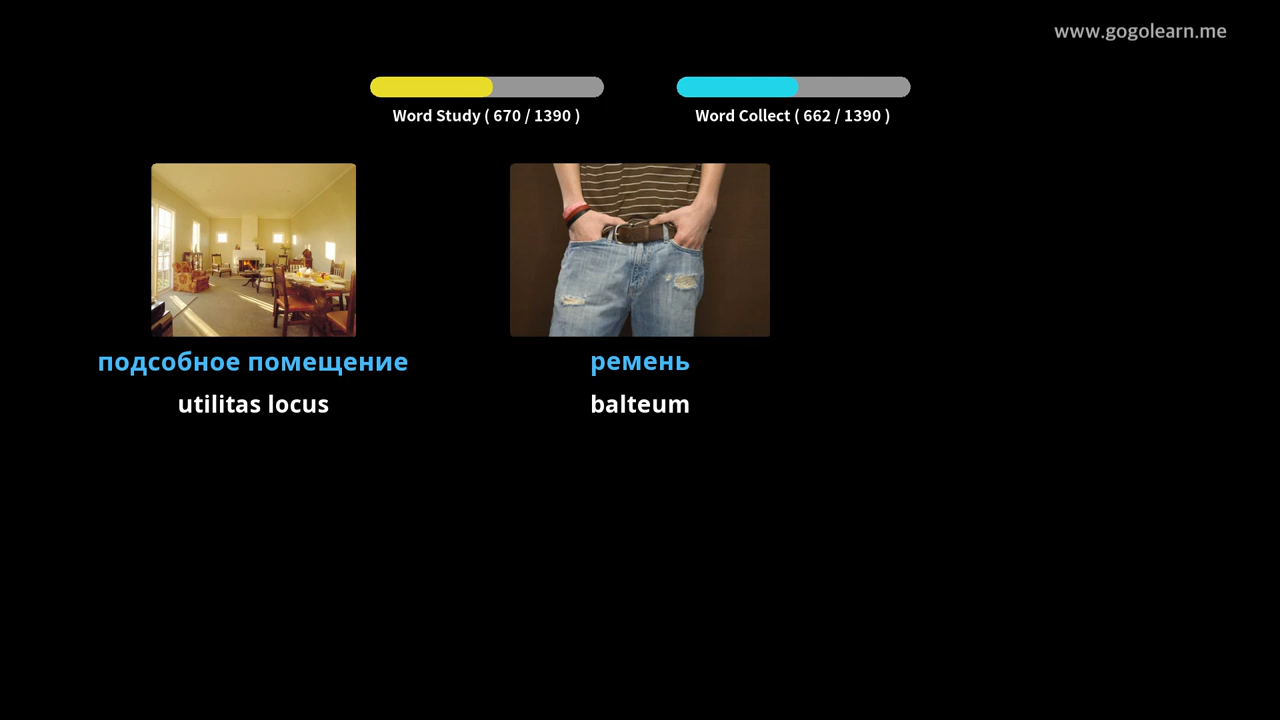 www.gogolearn.me
Word Study ( 670 / 1390 )
Word Collect ( 662 / 1390 )
подсобное помещение
ремень
utilitas locus
balteum